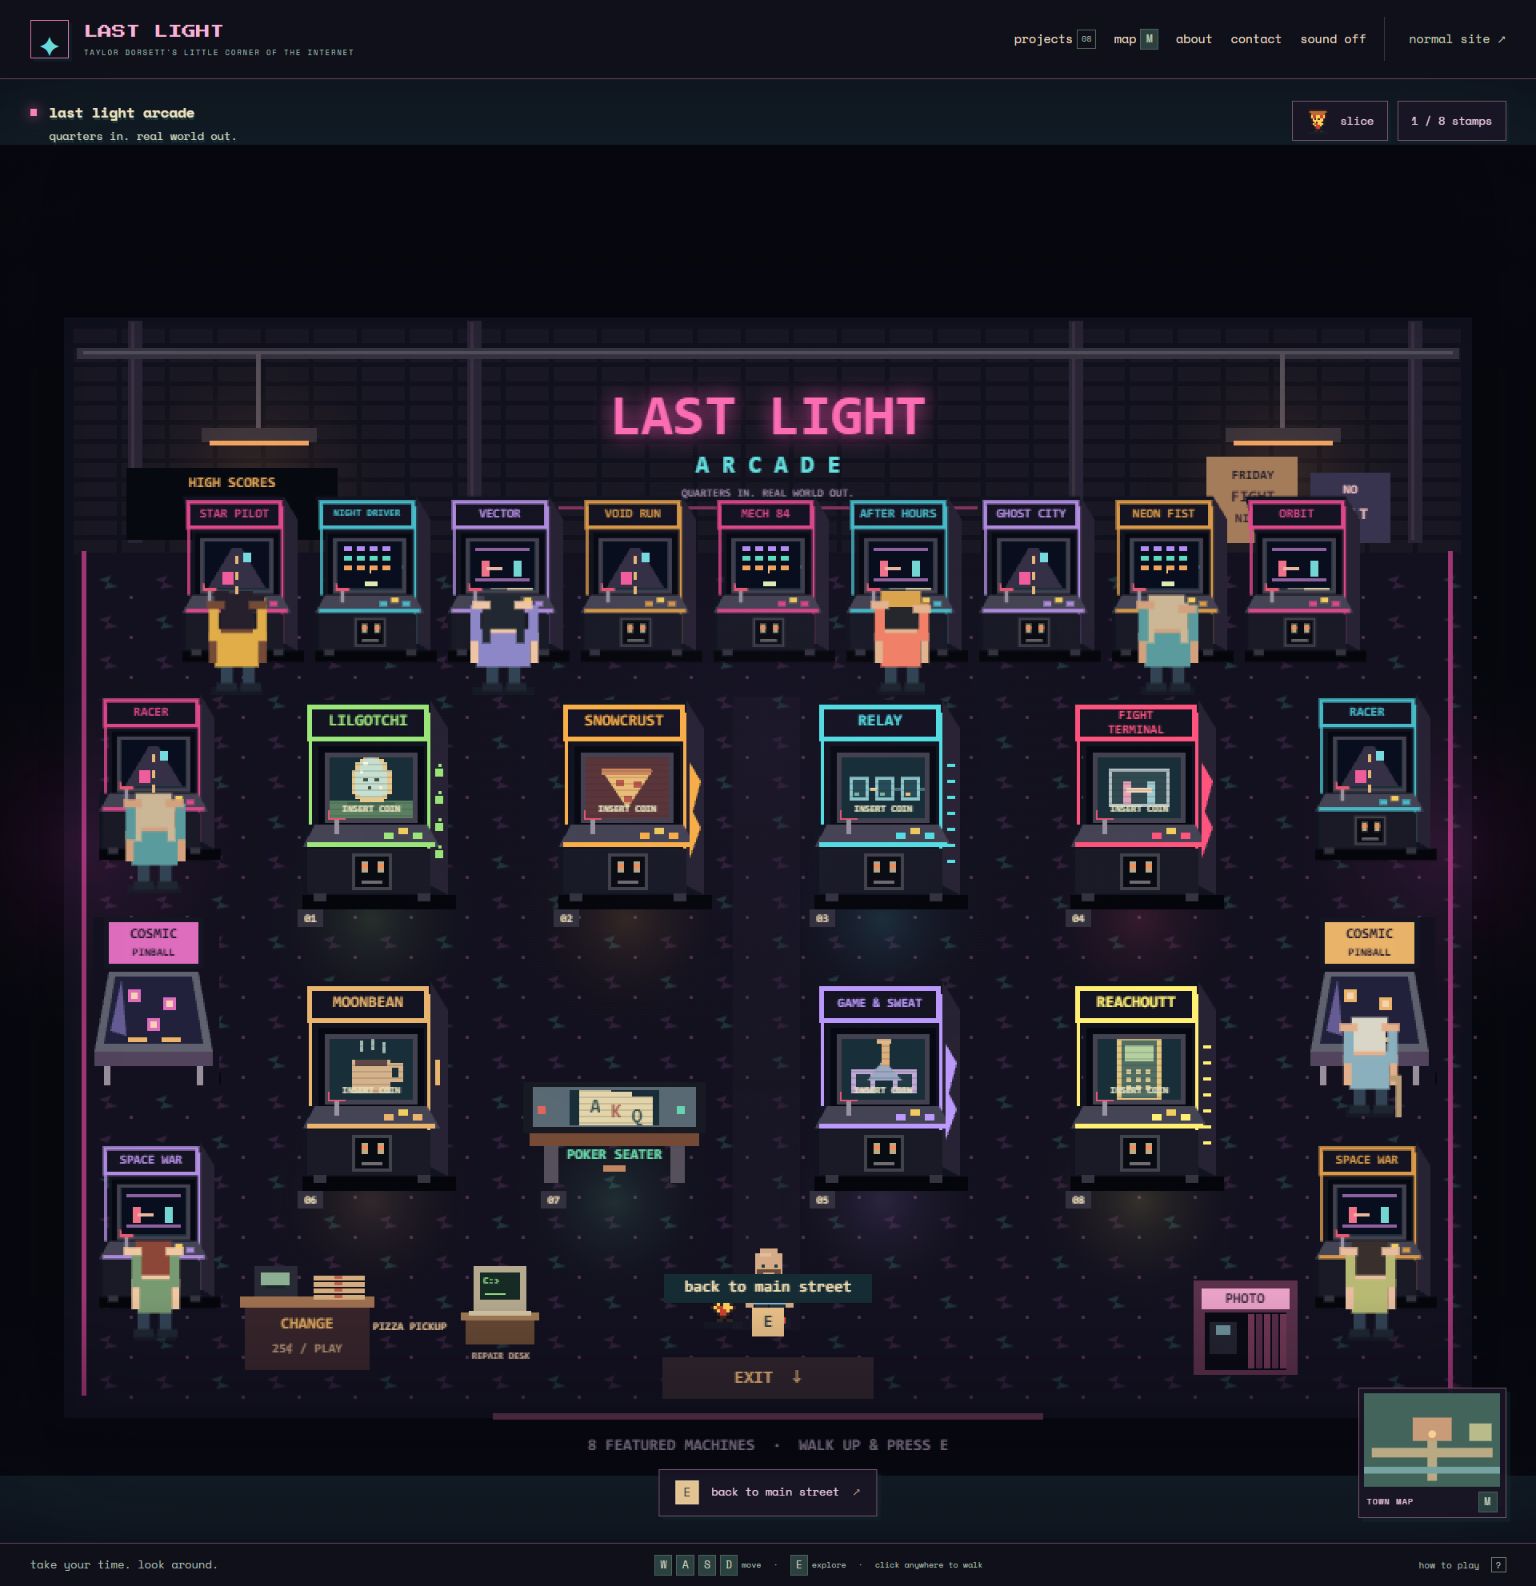 LAST LIGHT
TAYLOR DORSETT'S LITTLE CORNER OF THE INTERNET
projects 08 map M about contact sound off normal site ↗
last light arcade
quarters in. real world out.
slice
1 / 8 stamps
LAST LIGHT
ARCADE
QUARTERS IN. REAL WORLD OUT.
HIGH SCORES
FRIDAY
FIGHT
NO
STAR PILOT
NIGHT DRIVER
VECTOR
VOID RUN
MECH 84
AFTER HOURS
GHOST CITY
NEON FIST
ORBIT
RACER
LILGOTCHI
INSERT COIN
01
SNOWCRUST
INSERT COIN
02
RELAY
INSERT COIN
03
FIGHT
TERMINAL
INSERT COIN
04
RACER
COSMIC
PINBALL
COSMIC
PINBALL
MOONBEAN
INSERT COIN
06
A K Q
POKER SEATER
07
GAME & SWEAT
INSERT COIN
05
REACHOUTT
INSERT COIN
08
SPACE WAR
SPACE WAR
CHANGE
25¢ / PLAY
PIZZA PICKUP
C:>
REPAIR DESK
back to main street
E
PHOTO
EXIT ↓
8 FEATURED MACHINES · WALK UP & PRESS E
E back to main street ↗
TOWN MAP M
take your time. look around.
W A S D move · E explore · click anywhere to walk
how to play ?